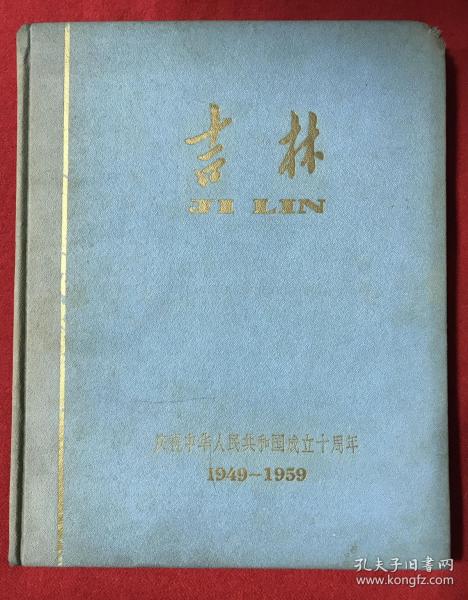 吉林
JI LIN
庆祝中华人民共和国成立十周年
1949-1959
孔夫子旧书网
www.kongfz.com